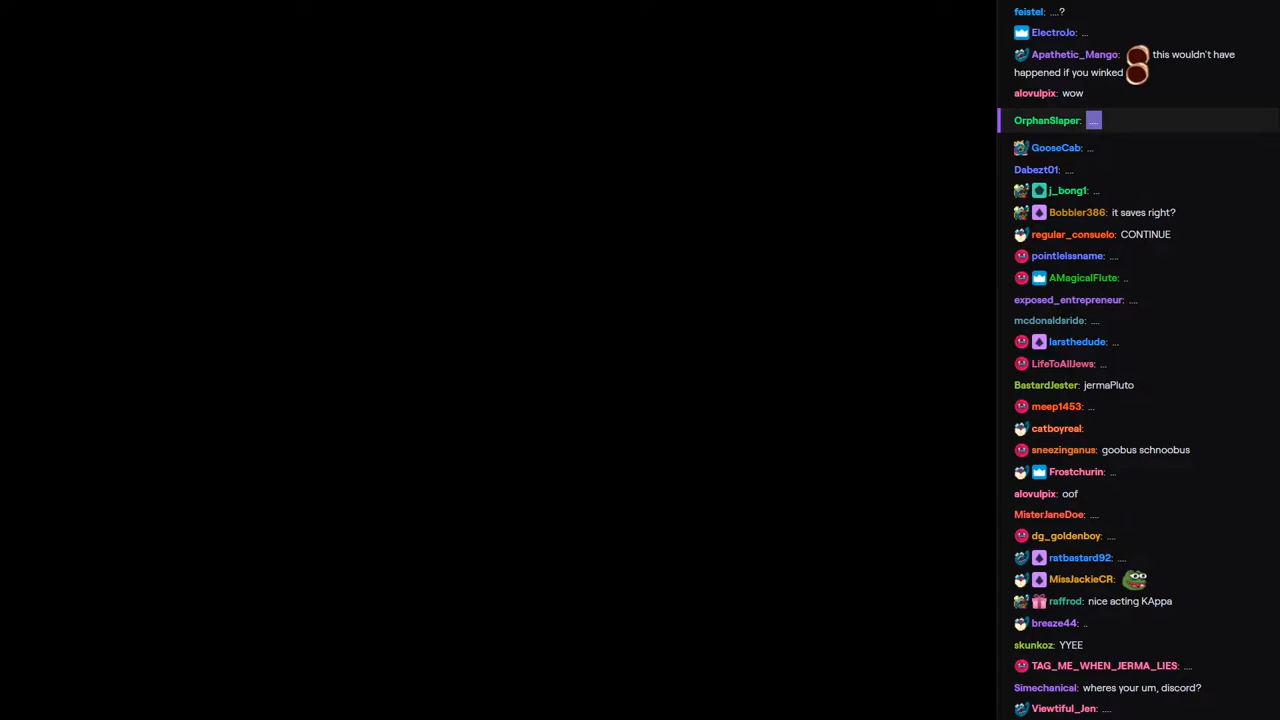 feistel: ....?
ElectroJo: ...
Apathetic_Mango: this wouldn't have
happened if you winked
alovulpix: wow
OrphanSlaper: ....
GooseCab: ...
Dabezt01: ....
j_bong1: ...
Bobbler386: it saves right?
regular_consuelo: CONTINUE
pointlelssname: ....
AMagicalFlute: ..
exposed_entrepreneur: ....
mcdonaldsride: ....
larsthedude: ...
LifeToAllJews: ...
BastardJester: jermaPluto
meep1453: ...
catboyreal:
sneezinganus: goobus schnoobus
Frostchurin: ...
alovulpix: oof
MisterJaneDoe: ....
dg_goldenboy: ....
ratbastard92: ....
MissJackieCR:
raffrod: nice acting KAppa
breaze44: ..
skunkoz: YYEE
TAG_ME_WHEN_JERMA_LIES: ....
Simechanical: wheres your um, discord?
Viewtiful_Jen: ....